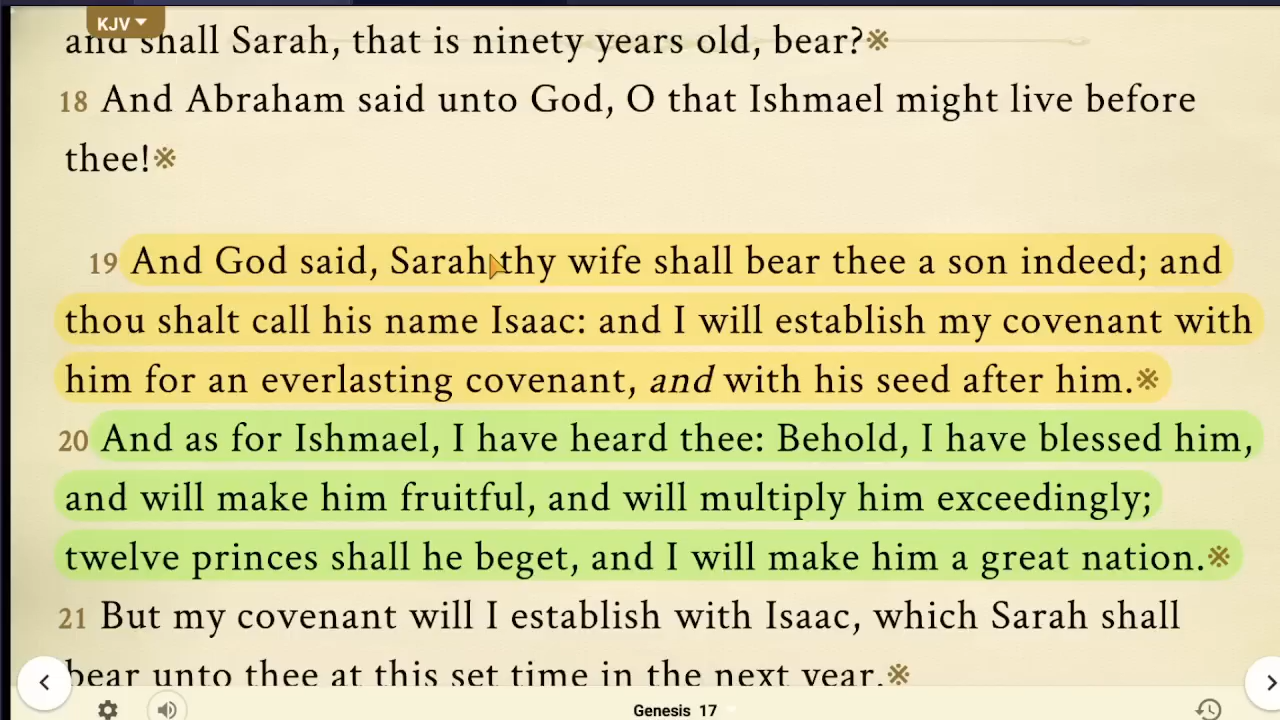 KJV
and shall Sarah, that is ninety years old, bear?※
18 And Abraham said unto God, O that Ishmael might live before
thee!※
19 And God said, Sarah thy wife shall bear thee a son indeed; and
thou shalt call his name Isaac: and I will establish my covenant with
him for an everlasting covenant, and with his seed after him.※
20 And as for Ishmael, I have heard thee: Behold, I have blessed him,
and will make him fruitful, and will multiply him exceedingly;
twelve princes shall he beget, and I will make him a great nation.※
21 But my covenant will I establish with Isaac, which Sarah shall
bear unto thee at this set time in the next year.※
Genesis 17